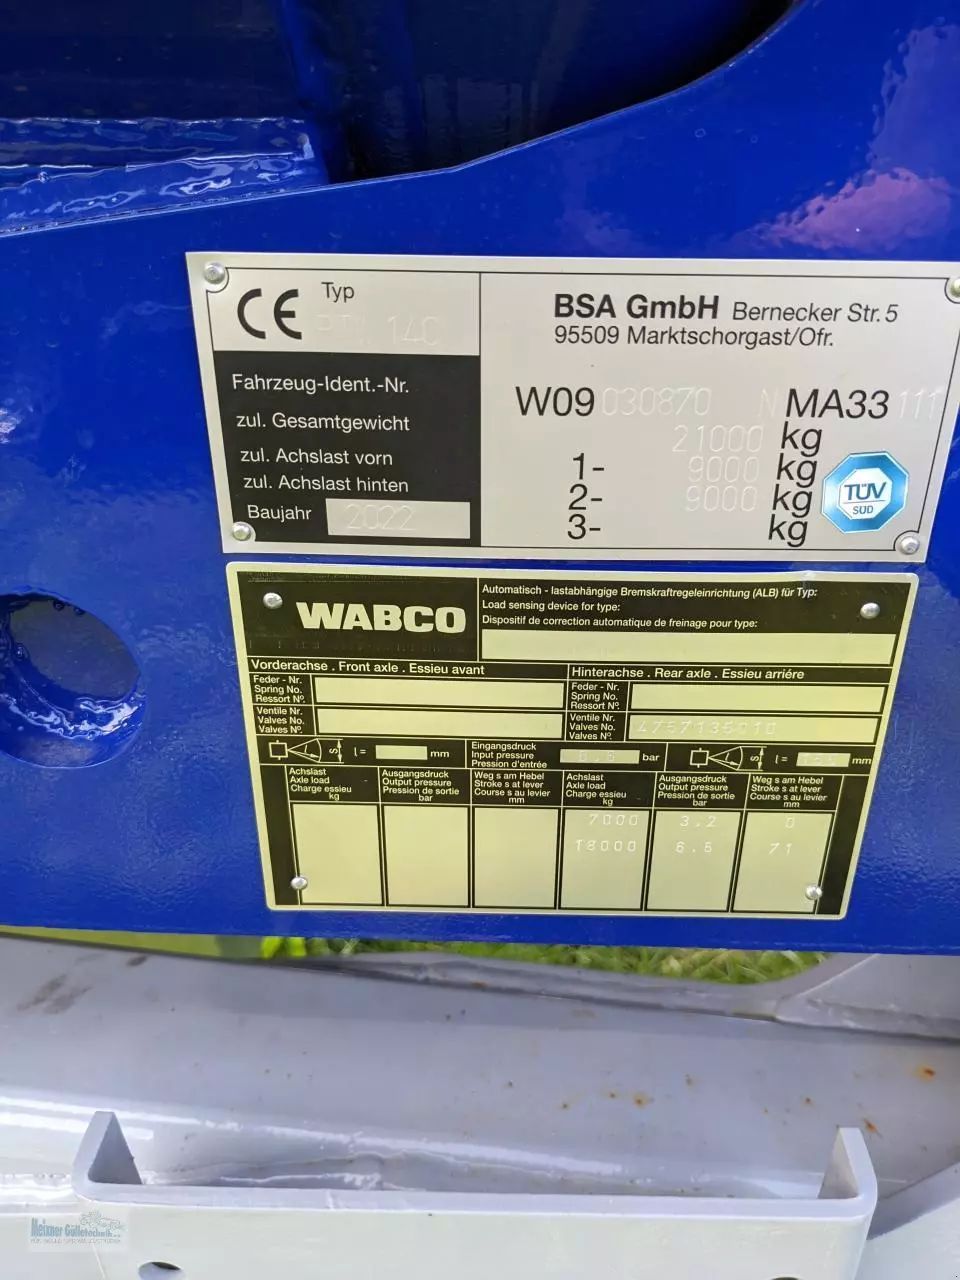 CE Typ
140
BSA GmbH Bernecker Str. 5
95509 Marktschorgast/Ofr.
Fahrzeug-Ident.-Nr.
W09 030870 N MA33 111
zul. Gesamtgewicht
21000 kg
zul. Achslast vorn
1- 9000 kg
zul. Achslast hinten
2- 9000 kg
3- kg
Baujahr 2022
TÜV
SÜD
WABCO
Automatisch - lastabhängige Bremskraftregeleinrichtung (ALB) für Typ:
Load sensing device for type:
Dispositif de correction automatique de freinage pour type:
Vorderachse . Front axle . Essieu avant
Hinterachse . Rear axle . Essieu arriére
Feder - Nr.
Spring No.
Ressort Nº.
Feder - Nr.
Spring No.
Ressort Nº.
Ventile Nr.
Valves No.
Valves Nº.
Ventile Nr.
Valves No.
Valves Nº.
4757135010
S l = mm
Eingangsdruck
Input pressure
Pression d'entrée
bar
S l = mm
Achslast
Axle load
Charge essieu
kg
Ausgangsdruck
Output pressure
Pression de sortie
bar
Weg s am Hebel
Stroke s at lever
Course s au levier
mm
Achslast
Axle load
Charge essieu
kg
Ausgangsdruck
Output pressure
Pression de sortie
bar
Weg s am Hebel
Stroke s at lever
Course s au levier
mm
7000 3.2 0
18000 6.5 71
Meixner Gülletechnik